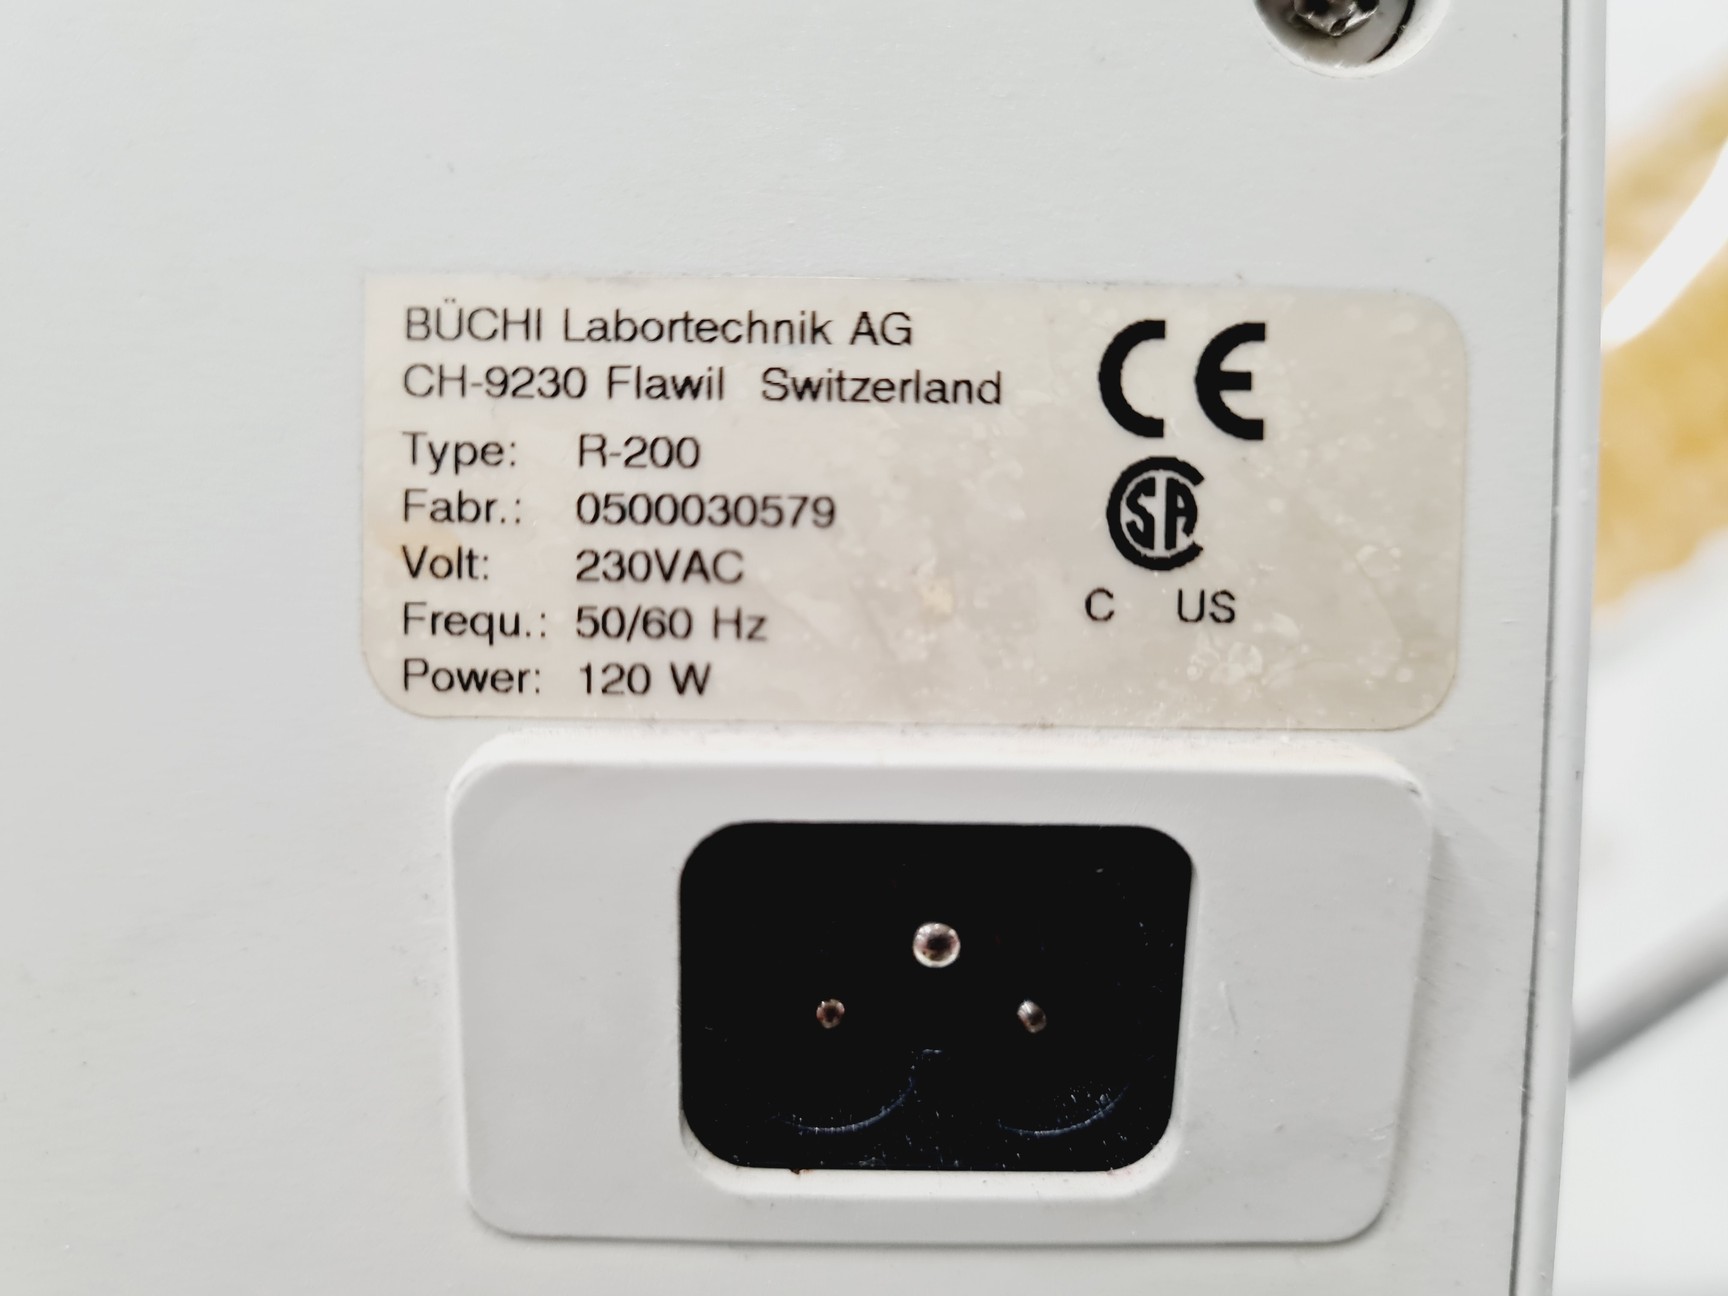 BÜCHI Labortechnik AG
CH-9230 Flawil Switzerland
Type: R-200
Fabr.: 0500030579
Volt: 230VAC
Frequ.: 50/60 Hz
Power: 120 W
CE
SA
C US